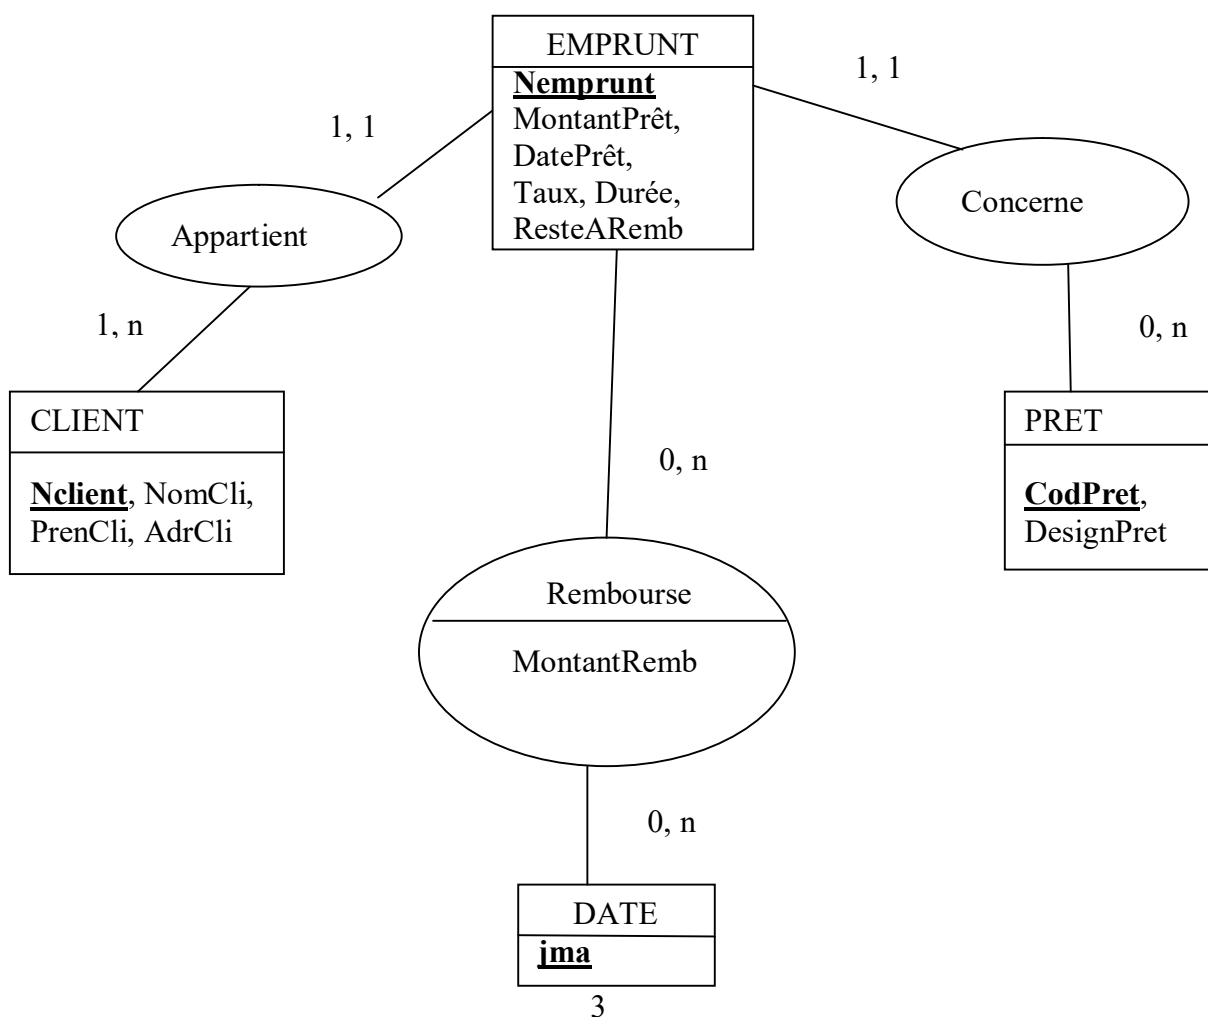 EMPRUNT
Nemprunt
MontantPrêt,
DatePrêt,
Taux, Durée,
ResteARemb
1, 1
1, 1
Appartient
Concerne
1, n
0, n
CLIENT
Nclient, NomCli,
PrenCli, AdrCli
PRET
CodPret,
DesignPret
0, n
Rembourse
MontantRemb
0, n
DATE
jma
3